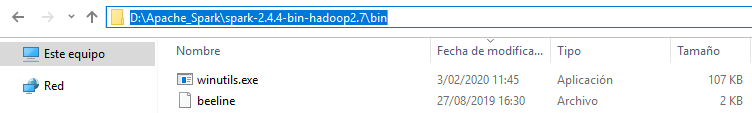 D:\Apache_Spark\spark-2.4.4-bin-hadoop2.7\bin
Este equipo
Red
Nombre Fecha de modifica... Tipo Tamaño
winutils.exe 3/02/2020 11:45 Aplicación 107 KB
beeline 27/08/2019 16:30 Archivo 2 KB